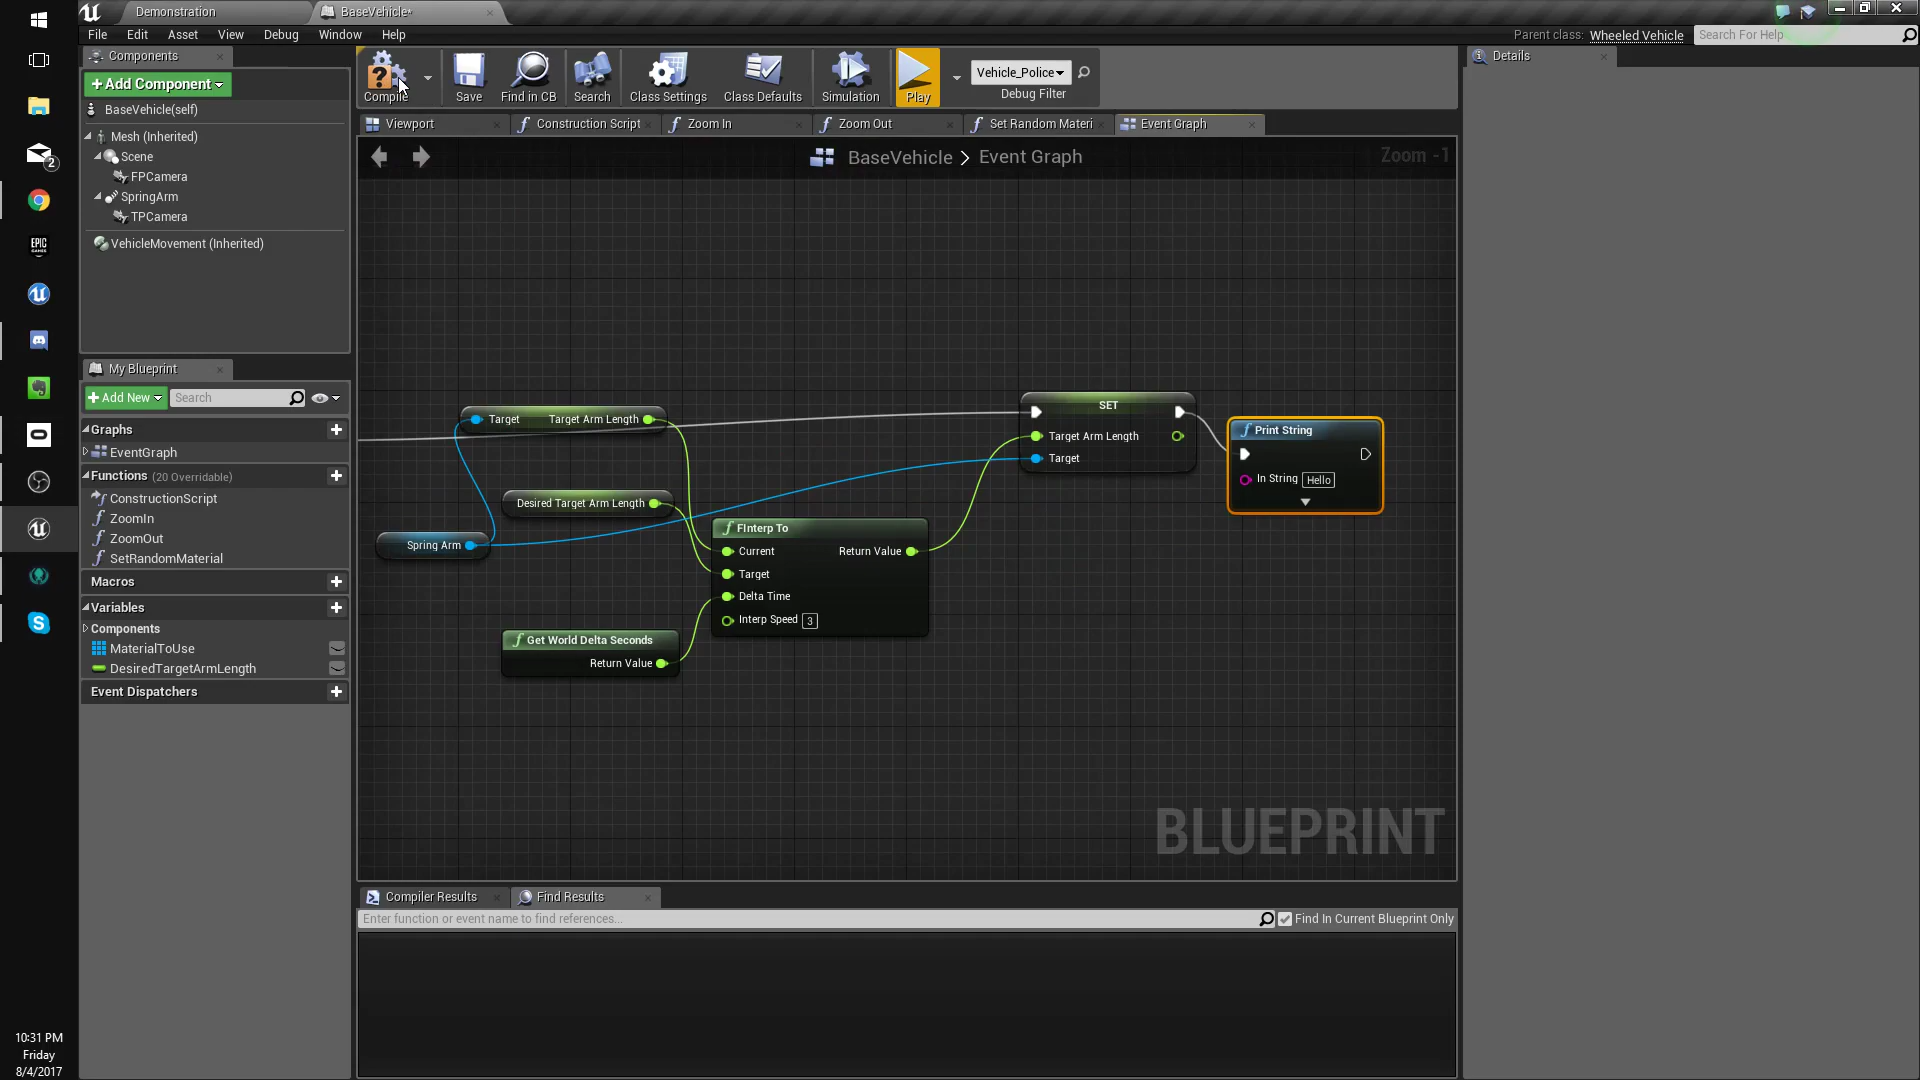 Demonstration
BaseVehicle*
File Edit Asset View Debug Window Help
Parent class: Wheeled Vehicle
Search For Help
Components
+Add Component
BaseVehicle(self)
Mesh (Inherited)
Scene
FPCamera
SpringArm
TPCamera
VehicleMovement (Inherited)
My Blueprint
+Add New
Search
Graphs
EventGraph
Functions (20 Overridable)
ConstructionScript
ZoomIn
ZoomOut
SetRandomMaterial
Macros
Variables
Components
MaterialToUse
DesiredTargetArmLength
Event Dispatchers
Compile
Save
Find in CB
Search
Class Settings
Class Defaults
Simulation
Play
Vehicle_Police
Debug Filter
Viewport
Construction Script
Zoom In
Zoom Out
Set Random Materi
Event Graph
BaseVehicle > Event Graph
Zoom -1
Target Target Arm Length
Desired Target Arm Length
Spring Arm
FInterp To
Current Return Value
Target
Delta Time
Interp Speed 3
Get World Delta Seconds
Return Value
SET
Target Arm Length
Target
Print String
In String Hello
BLUEPRINT
Compiler Results
Find Results
Enter function or event name to find references...
Find In Current Blueprint Only
Details
EPIC
GAMES
2
10:31 PM
Friday
8/4/2017